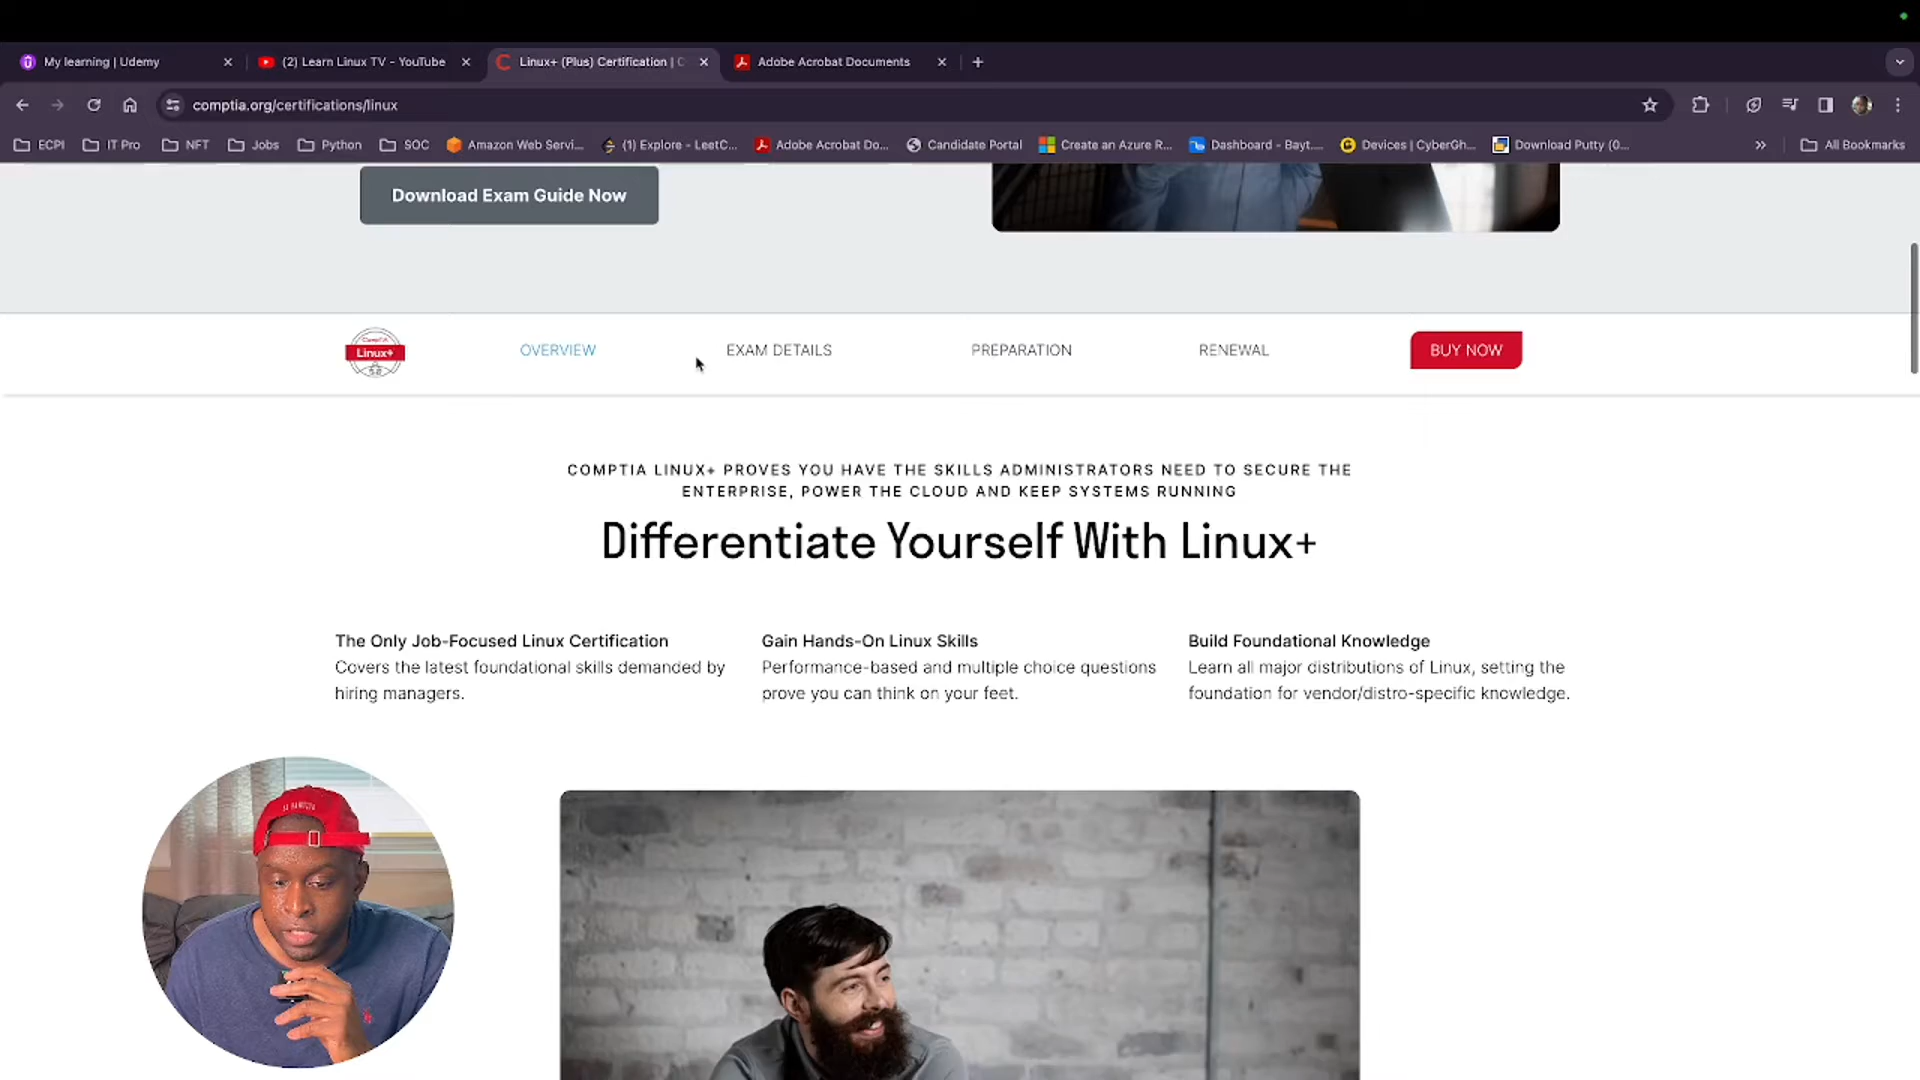 My learning | Udemy
(2) Learn Linux TV - YouTube
Linux+ (Plus) Certification | C
Adobe Acrobat Documents
comptia.org/certifications/linux
ECPI
IT Pro
NFT
Jobs
Python
SOC
Amazon Web Servi...
(1) Explore - LeetC...
Adobe Acrobat Do...
Candidate Portal
Create an Azure R...
Dashboard - Bayt....
Devices | CyberGh...
Download Putty (0...
All Bookmarks
Download Exam Guide Now
CompTIA
Linux+
OVERVIEW
EXAM DETAILS
PREPARATION
RENEWAL
BUY NOW
COMPTIA LINUX+ PROVES YOU HAVE THE SKILLS ADMINISTRATORS NEED TO SECURE THE
ENTERPRISE, POWER THE CLOUD AND KEEP SYSTEMS RUNNING
Differentiate Yourself With Linux+
The Only Job-Focused Linux Certification
Covers the latest foundational skills demanded by
hiring managers.
Gain Hands-On Linux Skills
Performance-based and multiple choice questions
prove you can think on your feet.
Build Foundational Knowledge
Learn all major distributions of Linux, setting the
foundation for vendor/distro-specific knowledge.